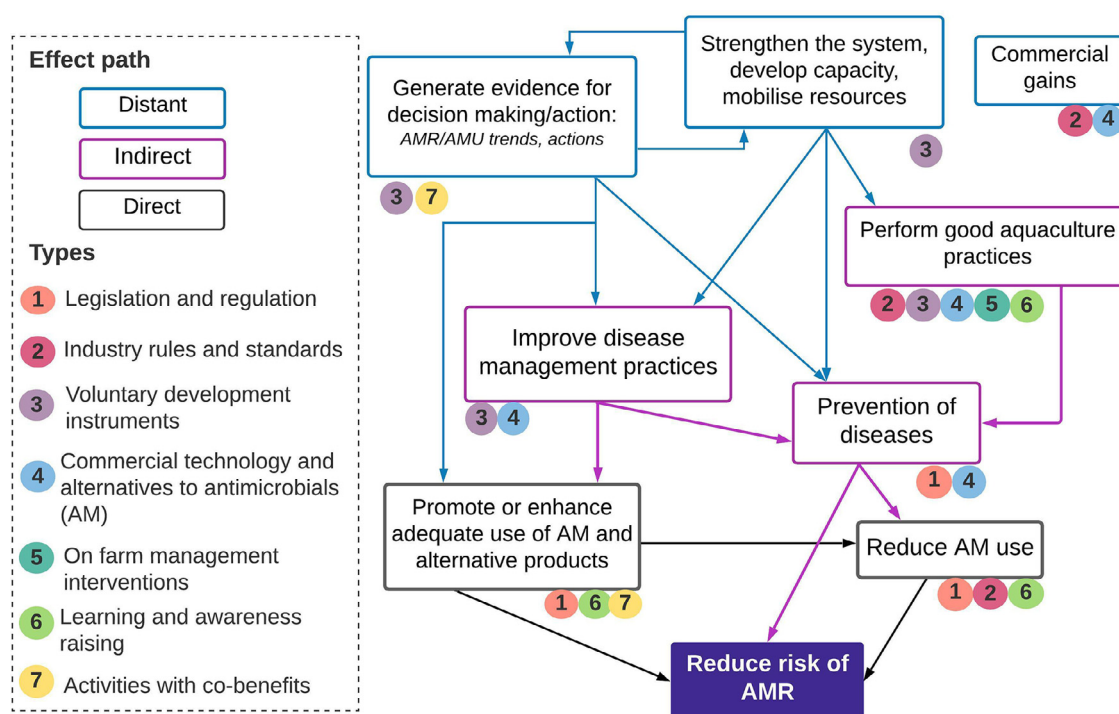 Effect path
Distant
Indirect
Direct
Types
1 Legislation and regulation
2 Industry rules and standards
3 Voluntary development
instruments
4 Commercial technology and
alternatives to antimicrobials
(AM)
5 On farm management
interventions
6 Learning and awareness
raising
7 Activities with co-benefits
Generate evidence for
decision making/action:
AMR/AMU trends, actions
3 7
Strengthen the system,
develop capacity,
mobilise resources
3
Commercial
gains
2 4
Perform good aquaculture
practices
2 3 4 5 6
Improve disease
management practices
3 4
Prevention of
diseases
1 4
Promote or enhance
adequate use of AM and
alternative products
1 6 7
Reduce AM use
1 2 6
Reduce risk of
AMR